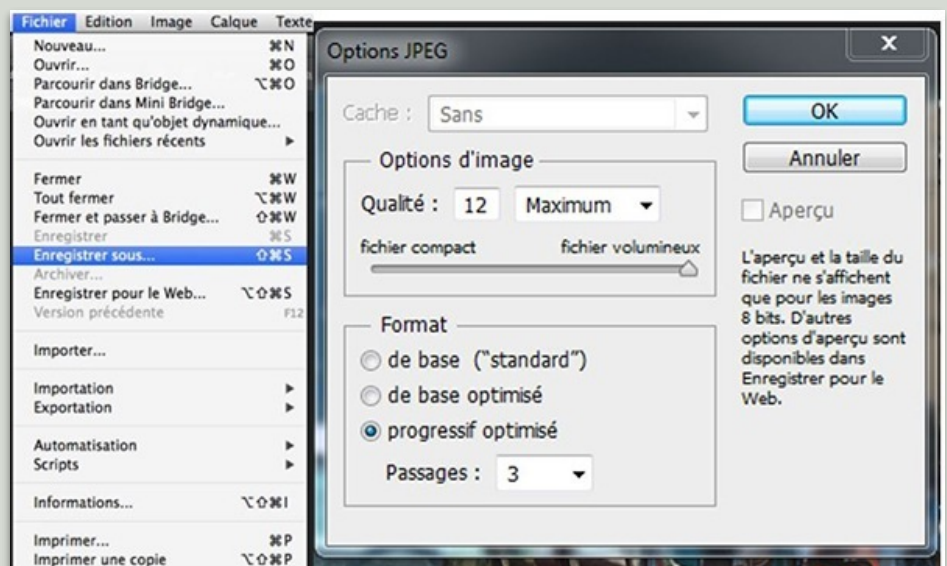 Fichier Edition Image Calque Texte
Nouveau... ⌘N
Ouvrir... ⌘O
Parcourir dans Bridge... ⌥⌘O
Parcourir dans Mini Bridge...
Ouvrir en tant qu'objet dynamique...
Ouvrir les fichiers récents ▶
Fermer ⌘W
Tout fermer ⌥⌘W
Fermer et passer à Bridge... ⇧⌘W
Enregistrer ⌘S
Enregistrer sous... ⇧⌘S
Archiver...
Enregistrer pour le Web... ⌥⇧⌘S
Version précédente F12
Importer...
Importation ▶
Exportation ▶
Automatisation ▶
Scripts ▶
Informations... ⌥⇧⌘I
Imprimer... ⌘P
Imprimer une copie ⌥⇧⌘P
Options JPEG
Cache : Sans
Options d'image
Qualité : 12 Maximum
fichier compact fichier volumineux
Format
de base ("standard")
de base optimisé
progressif optimisé
Passages : 3
OK
Annuler
Aperçu
L'aperçu et la taille du
fichier ne s'affichent
que pour les images
8 bits. D'autres
options d'aperçu sont
disponibles dans
Enregistrer pour le
Web.